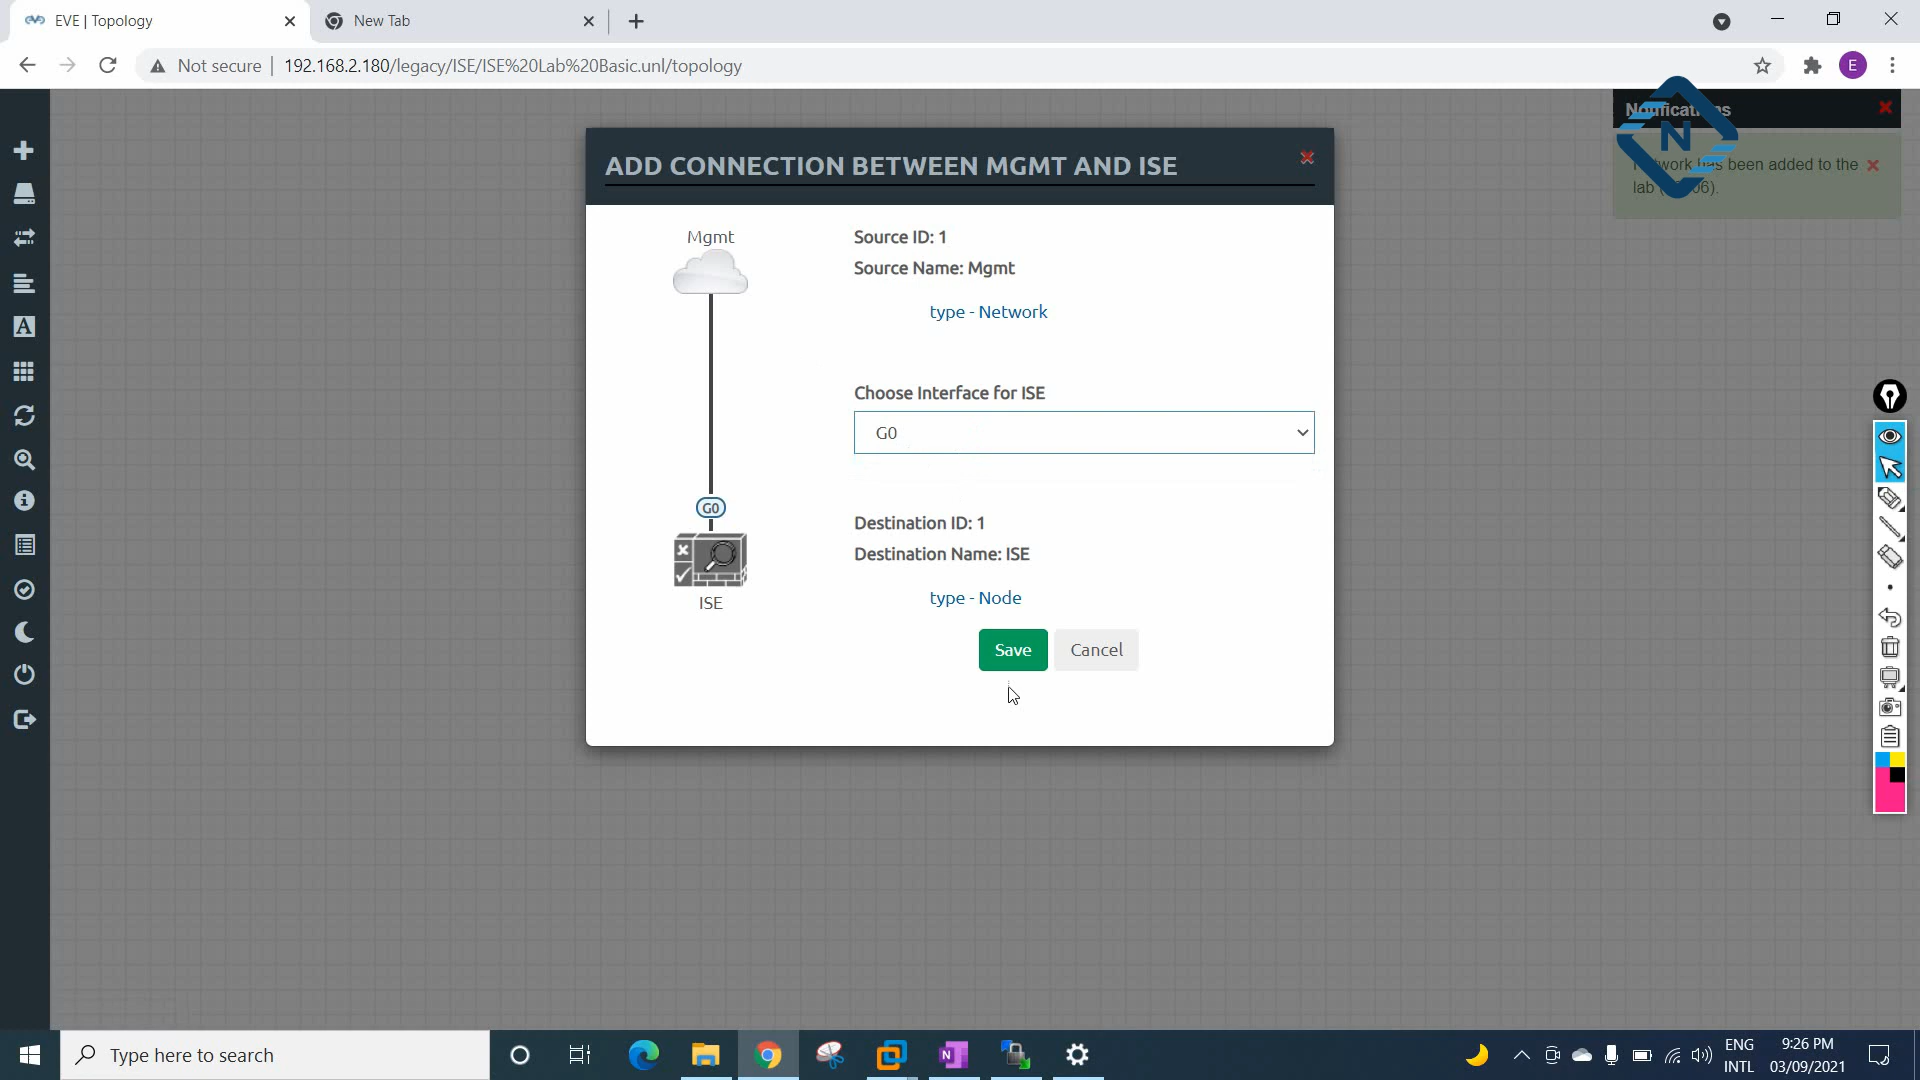 EVE | Topology
New Tab
Not secure
192.168.2.180/legacy/ISE/ISE%20Lab%20Basic.unl/topology
E
N
ADD CONNECTION BETWEEN MGMT AND ISE
has been added to the
lab
Mgmt
Source ID: 1
Source Name: Mgmt
type - Network
Choose Interface for ISE
G0
G0
Destination ID: 1
Destination Name: ISE
type - Node
ISE
Save
Cancel
A
Type here to search
N
ENG
INTL
9:26 PM
03/09/2021